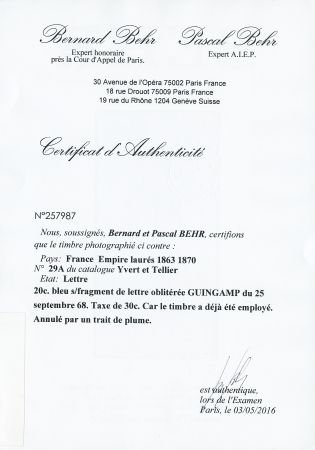 Bernard Behr
Expert honoraire
près la Cour d'Appel de Paris.
Pascal Behr
Expert A.I.E.P.
30 Avenue de l'Opéra 75002 Paris France
18 rue Drouot 75009 Paris France
19 rue du Rhône 1204 Genève Suisse
Certificat d'Authenticité
N°257987
Nous, soussignés, Bernard et Pascal BEHR, certifions
que le timbre photographié ci contre :
Pays: France Empire laurés 1863 1870
N° 29A du catalogue Yvert et Tellier
Etat: Lettre
20c. bleu s/fragment de lettre oblitérée GUINGAMP du 25
septembre 68. Taxe de 30c. Car le timbre a déjà été employé.
Annulé par un trait de plume.
est authentique,
lors de l'Examen
Paris, le 03/05/2016